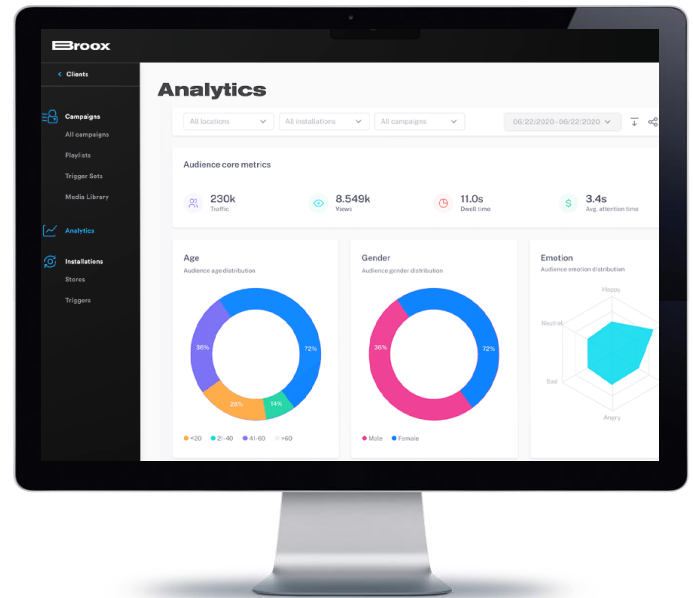 Broox
Clients
Campaigns
All campaigns
Playlists
Trigger Sets
Media Library
Analytics
Installations
Stores
Triggers
Analytics
All locations
All installations
All campaigns
06/22/2020 - 06/22/2020
Audience core metrics
230k
Traffic
8.549k
Views
11.0s
Dwell time
3.4s
Avg. attention time
Age
Audience age distribution
36%
72%
28%
14%
<20
21-40
41-60
>60
Gender
Audience gender distribution
36%
72%
Male
Female
Emotion
Audience emotion distribution
Happy
Neutral
Sad
Angry